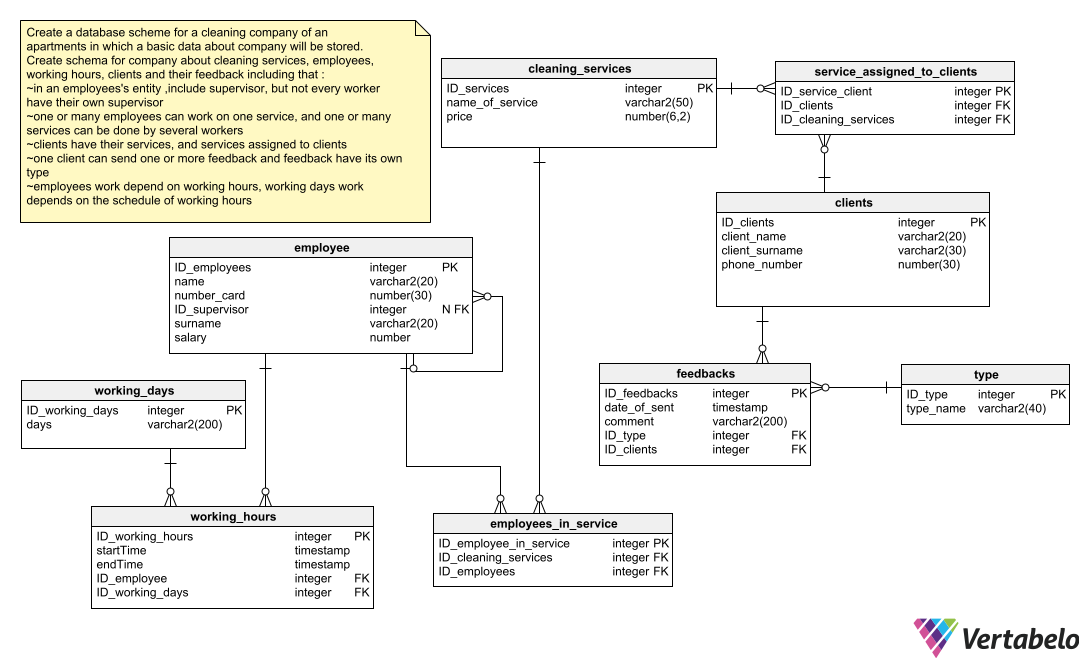 Create a database scheme for a cleaning company of an
apartments in which a basic data about company will be stored.
Create schema for company about cleaning services, employees,
working hours, clients and their feedback including that :
~in an employees's entity ,include supervisor, but not every worker
have their own supervisor
~one or many employees can work on one service, and one or many
services can be done by several workers
~clients have their services, and services assigned to clients
~one client can send one or more feedback and feedback have its own
type
~employees work depend on working hours, working days work
depends on the schedule of working hours
cleaning_services
ID_services integer PK
name_of_service varchar2(50)
price number(6,2)
service_assigned_to_clients
ID_service_client integer PK
ID_clients integer FK
ID_cleaning_services integer FK
clients
ID_clients integer PK
client_name varchar2(20)
client_surname varchar2(30)
phone_number number(30)
employee
ID_employees integer PK
name varchar2(20)
number_card number(30)
ID_supervisor integer N FK
surname varchar2(20)
salary number
working_days
ID_working_days integer PK
days varchar2(200)
feedbacks
ID_feedbacks integer PK
date_of_sent timestamp
comment varchar2(200)
ID_type integer FK
ID_clients integer FK
type
ID_type integer PK
type_name varchar2(40)
working_hours
ID_working_hours integer PK
startTime timestamp
endTime timestamp
ID_employee integer FK
ID_working_days integer FK
employees_in_service
ID_employee_in_service integer PK
ID_cleaning_services integer FK
ID_employees integer FK
Vertabelo